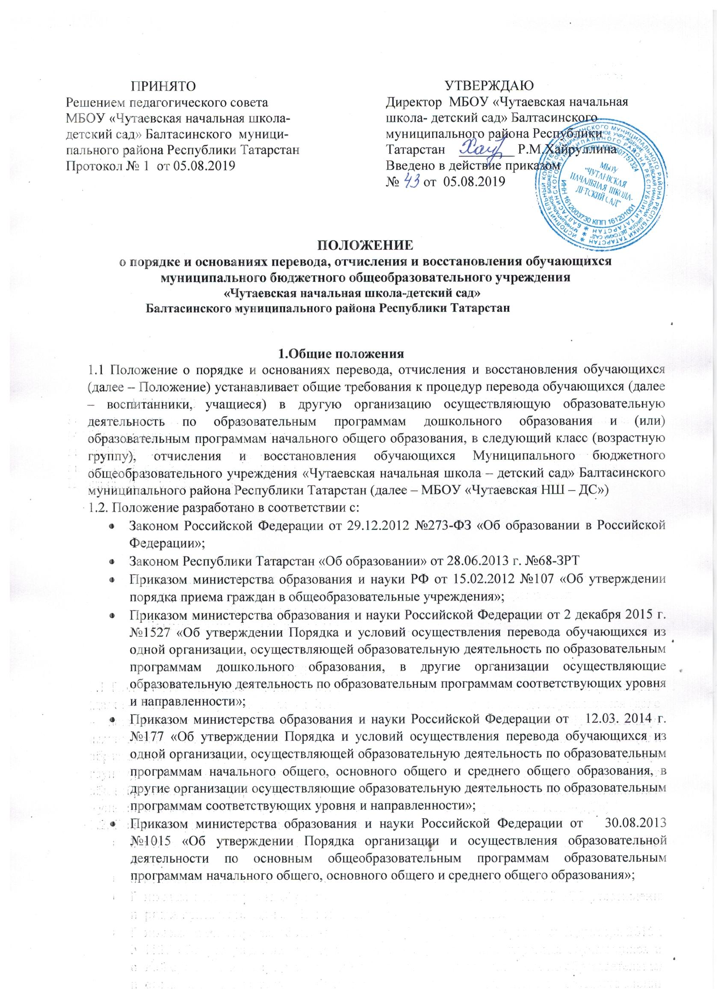 ПРИНЯТО
Решением педагогического совета
МБОУ «Чутаевская начальная школа-
детский сад» Балтасинского  муници-
пального района Республики Татарстан
Протокол № 1  от 05.08.2019
УТВЕРЖДАЮ
Директор  МБОУ «Чутаевская начальная
школа- детский сад» Балтасинского
муниципального района Республики
Татарстан ________ Р.М.Хайруллина
Введено в действие приказом
№ 43 от  05.08.2019
МБОУ
"ЧУТАЕВСКАЯ
НАЧАЛЬНАЯ ШКОЛА-
ДЕТСКИЙ САД"
ИНН 1612003730 КПП 161201001
ПОЛОЖЕНИЕ
о порядке и основаниях перевода, отчисления и восстановления обучающихся
муниципального бюджетного общеобразовательного учреждения
«Чутаевская начальная школа-детский сад»
Балтасинского муниципального района Республики Татарстан
1.Общие положения
1.1 Положение о порядке и основаниях перевода, отчисления и восстановления обучающихся
(далее – Положение) устанавливает общие требования к процедур перевода обучающихся (далее
– воспитанники, учащиеся) в другую организацию осуществляющую образовательную
деятельность по образовательным программам дошкольного образования и (или)
образовательным программам начального общего образования, в следующий класс (возрастную
группу), отчисления и восстановления обучающихся Муниципального бюджетного
общеобразовательного учреждения «Чутаевская начальная школа – детский сад» Балтасинского
муниципального района Республики Татарстан (далее – МБОУ «Чутаевская НШ – ДС»)
1.2. Положение разработано в соответствии с:
• Законом Российской Федерации от 29.12.2012 №273-ФЗ «Об образовании в Российской
Федерации»;
• Законом Республики Татарстан «Об образовании» от 28.06.2013 г. №68-ЗРТ
• Приказом министерства образования и науки РФ от 15.02.2012 №107 «Об утверждении
порядка приема граждан в общеобразовательные учреждения»;
• Приказом министерства образования и науки Российской Федерации от 2 декабря 2015 г.
№1527 «Об утверждении Порядка и условий осуществления перевода обучающихся из
одной организации, осуществляющей образовательную деятельность по образовательным
программам дошкольного образования, в другие организации осуществляющие
образовательную деятельность по образовательным программам соответствующих уровня
и направленности»;
• Приказом министерства образования и науки Российской Федерации от 12.03. 2014 г.
№177 «Об утверждении Порядка и условий осуществления перевода обучающихся из
одной организации, осуществляющей образовательную деятельность по образовательным
программам начального общего, основного общего и среднего общего образования, в
другие организации осуществляющие образовательную деятельность по образовательным
программам соответствующих уровня и направленности»;
• Приказом министерства образования и науки Российской Федерации от 30.08.2013
№1015 «Об утверждении Порядка организации и осуществления образовательной
деятельности по основным общеобразовательным программам образовательным
программам начального общего, основного общего и среднего общего образования»;